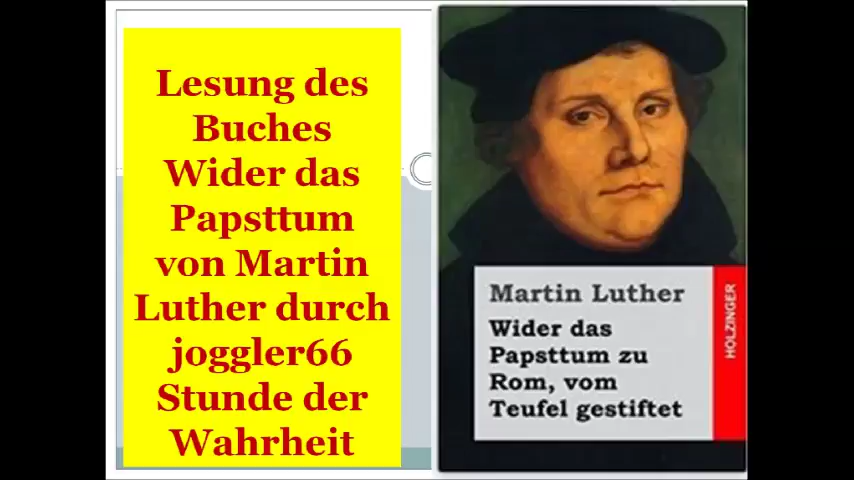 Lesung des
Buches
Wider das
Papsttum
von Martin
Luther durch
joggler66
Stunde der
Wahrheit
Martin Luther
Wider das
Papsttum zu
Rom, vom
Teufel gestiftet
HOLZINGER